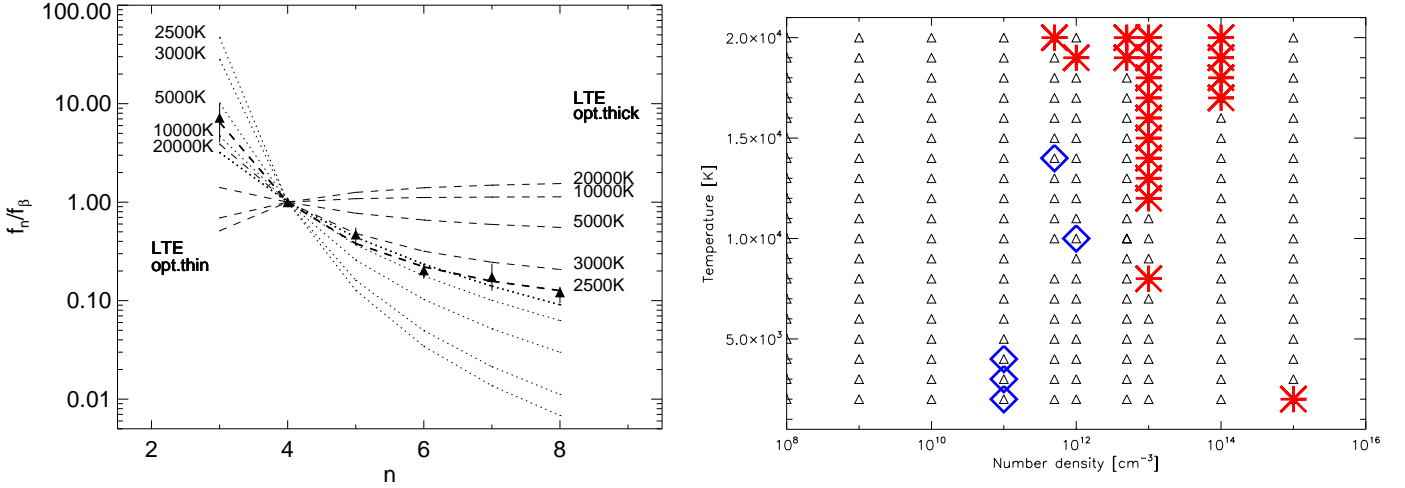 100.00
10.00
1.00
0.10
0.01
fₙ/fᵦ
2500K
3000K
5000K
10000K
20000K
LTE
opt.thick
20000K
10000K
5000K
3000K
2500K
LTE
opt.thin
2
4
6
8
n
2.0×10⁴
1.5×10⁴
1.0×10⁴
5.0×10³
Temperature [K]
10⁸
10¹⁰
10¹²
10¹⁴
10¹⁶
Number density [cm⁻³]